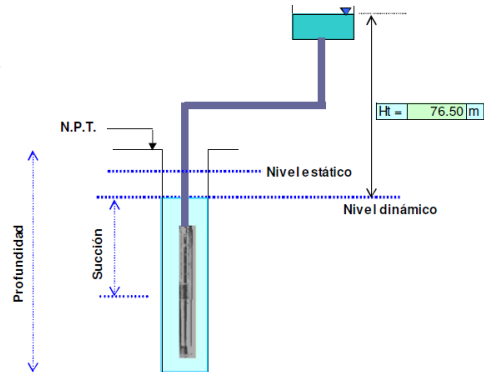 Ht = 76.50 m
N.P.T.
Nivel estático
Nivel dinámico
Succión
Profundidad